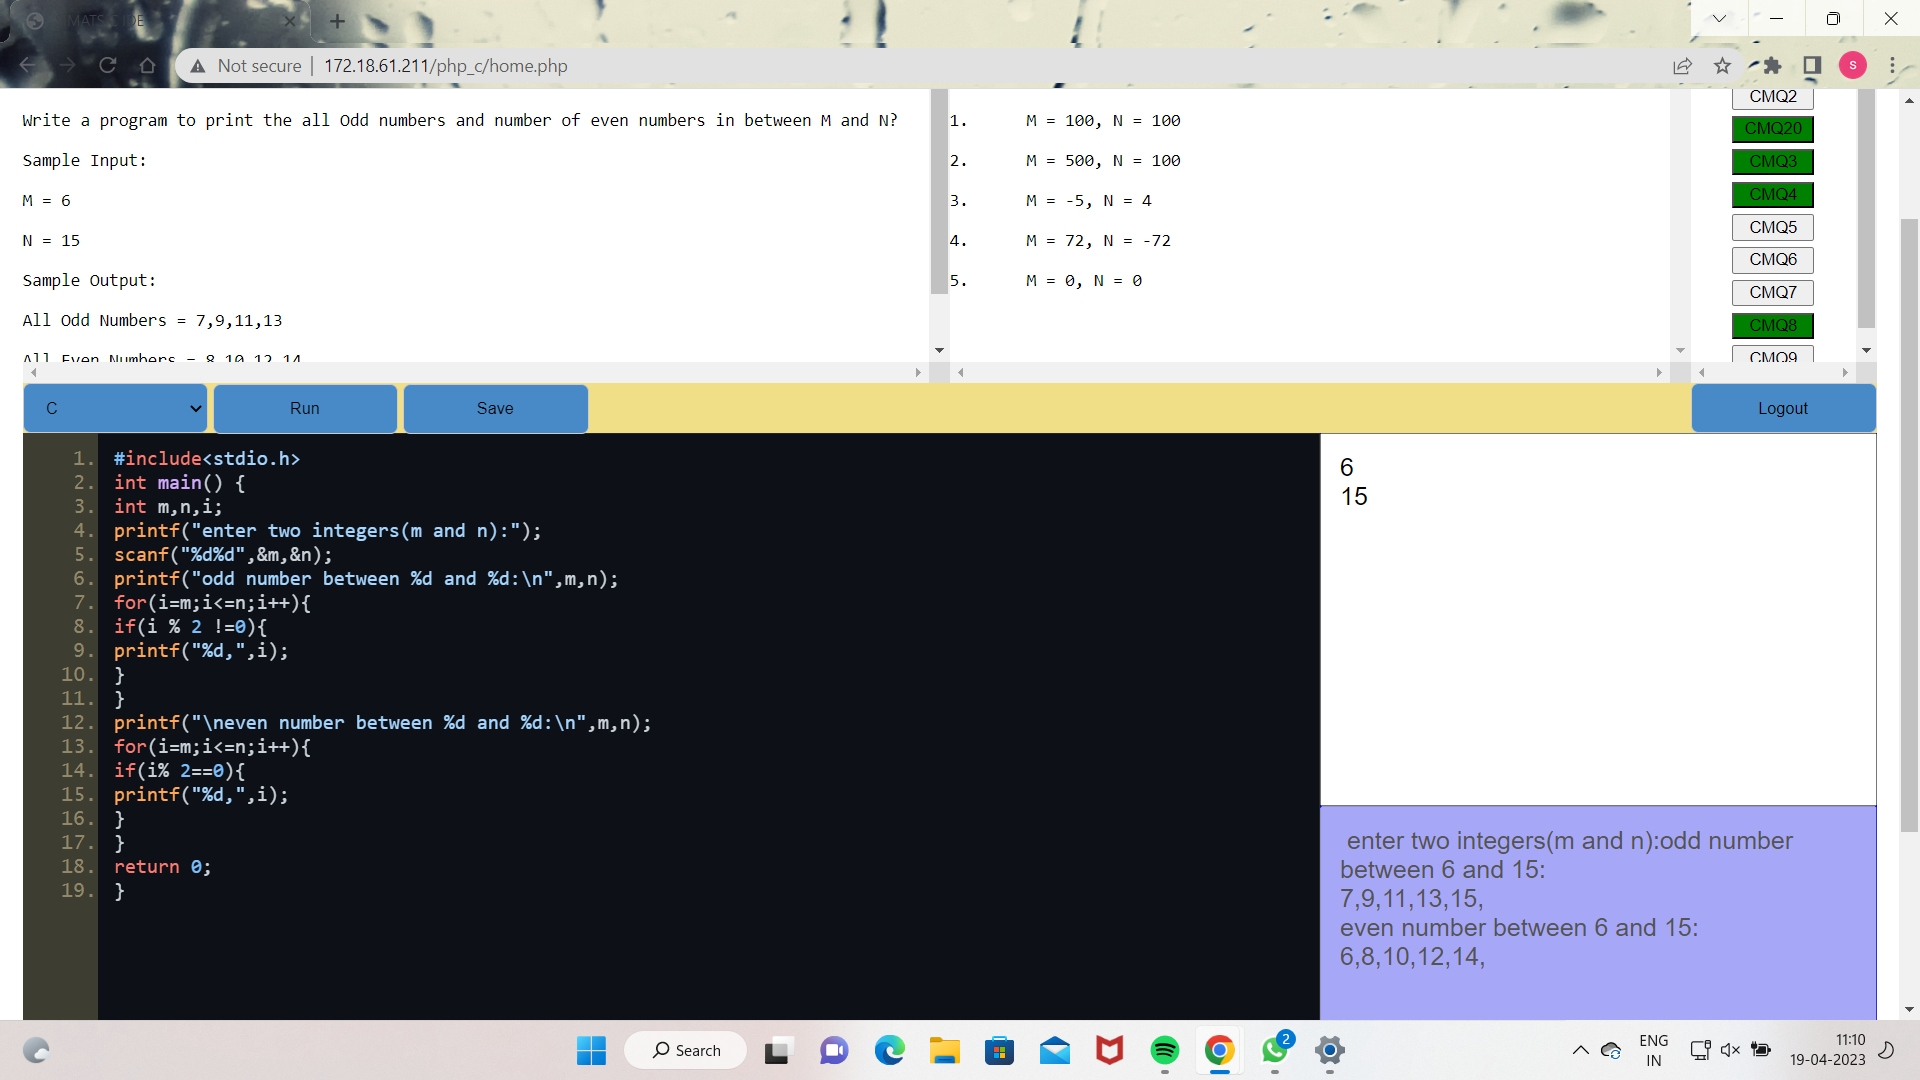 Not secure | 172.18.61.211/php_c/home.php
S
Write a program to print the all Odd numbers and number of even numbers in between M and N?
Sample Input:
M = 6
N = 15
Sample Output:
All Odd Numbers = 7,9,11,13
All Even Numbers = 8,10,12,14
1. M = 100, N = 100
2. M = 500, N = 100
3. M = -5, N = 4
4. M = 72, N = -72
5. M = 0, N = 0
CMQ2
CMQ20
CMQ3
CMQ4
CMQ5
CMQ6
CMQ7
CMQ8
CMQ9
C
Run
Save
Logout
1. #include<stdio.h>
2. int main() {
3. int m,n,i;
4. printf("enter two integers(m and n):");
5. scanf("%d%d",&m,&n);
6. printf("odd number between %d and %d:\n",m,n);
7. for(i=m;i<=n;i++){
8. if(i % 2 !=0){
9. printf("%d,",i);
10. }
11. }
12. printf("\neven number between %d and %d:\n",m,n);
13. for(i=m;i<=n;i++){
14. if(i% 2==0){
15. printf("%d,",i);
16. }
17. }
18. return 0;
19. }
6
15
enter two integers(m and n):odd number
between 6 and 15:
7,9,11,13,15,
even number between 6 and 15:
6,8,10,12,14,
Search
2
ENG
IN
11:10
19-04-2023